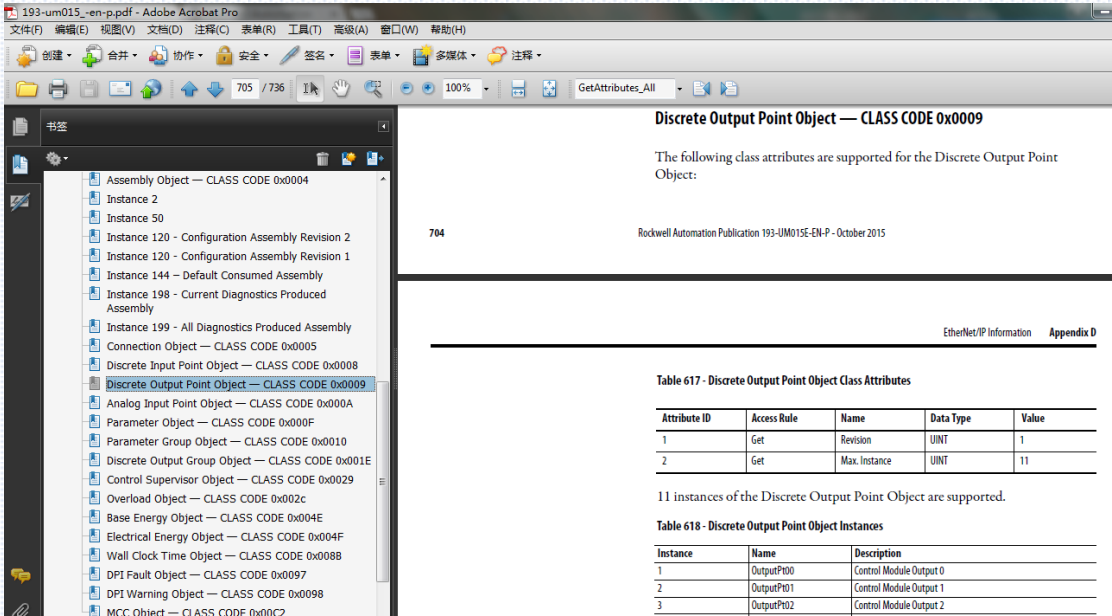 193-um015_-en-p.pdf - Adobe Acrobat Pro
文件(F) 编辑(E) 视图(V) 文档(D) 注释(C) 表单(R) 工具(T) 高级(A) 窗口(W) 帮助(H)
创建 合并 协作 安全 签名 表单 多媒体 注释
705 / 736 100% GetAttributes_All
书签
Assembly Object — CLASS CODE 0x0004
Instance 2
Instance 50
Instance 120 - Configuration Assembly Revision 2
Instance 120 - Configuration Assembly Revision 1
Instance 144 – Default Consumed Assembly
Instance 198 - Current Diagnostics Produced
Assembly
Instance 199 - All Diagnostics Produced Assembly
Connection Object — CLASS CODE 0x0005
Discrete Input Point Object — CLASS CODE 0x0008
Discrete Output Point Object — CLASS CODE 0x0009
Analog Input Point Object — CLASS CODE 0x000A
Parameter Object — CLASS CODE 0x000F
Parameter Group Object — CLASS CODE 0x0010
Discrete Output Group Object — CLASS CODE 0x001E
Control Supervisor Object — CLASS CODE 0x0029
Overload Object — CLASS CODE 0x002c
Base Energy Object — CLASS CODE 0x004E
Electrical Energy Object — CLASS CODE 0x004F
Wall Clock Time Object — CLASS CODE 0x008B
DPI Fault Object — CLASS CODE 0x0097
DPI Warning Object — CLASS CODE 0x0098
MCC Object — CLASS CODE 0x00C2
Discrete Output Point Object — CLASS CODE 0x0009
The following class attributes are supported for the Discrete Output Point
Object:
704 Rockwell Automation Publication 193-UM015E-EN-P - October 2015
EtherNet/IP Information Appendix D
Table 617 - Discrete Output Point Object Class Attributes
Attribute ID Access Rule Name Data Type Value
1 Get Revision UINT 1
2 Get Max. Instance UINT 11
11 instances of the Discrete Output Point Object are supported.
Table 618 - Discrete Output Point Object Instances
Instance Name Description
1 OutputPt00 Control Module Output 0
2 OutputPt01 Control Module Output 1
3 OutputPt02 Control Module Output 2